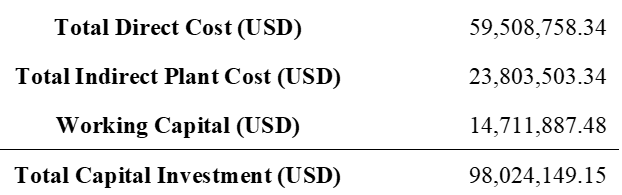 Total Direct Cost (USD) 59,508,758.34
Total Indirect Plant Cost (USD) 23,803,503.34
Working Capital (USD) 14,711,887.48
Total Capital Investment (USD) 98,024,149.15